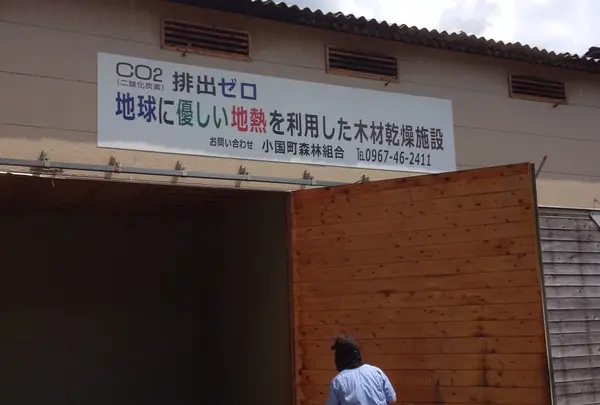 CO2 排出ゼロ
(二酸化炭素)
地球に優しい地熱を利用した木材乾燥施設
お問い合わせ 小国町森林組合 ℡0967-46-2411